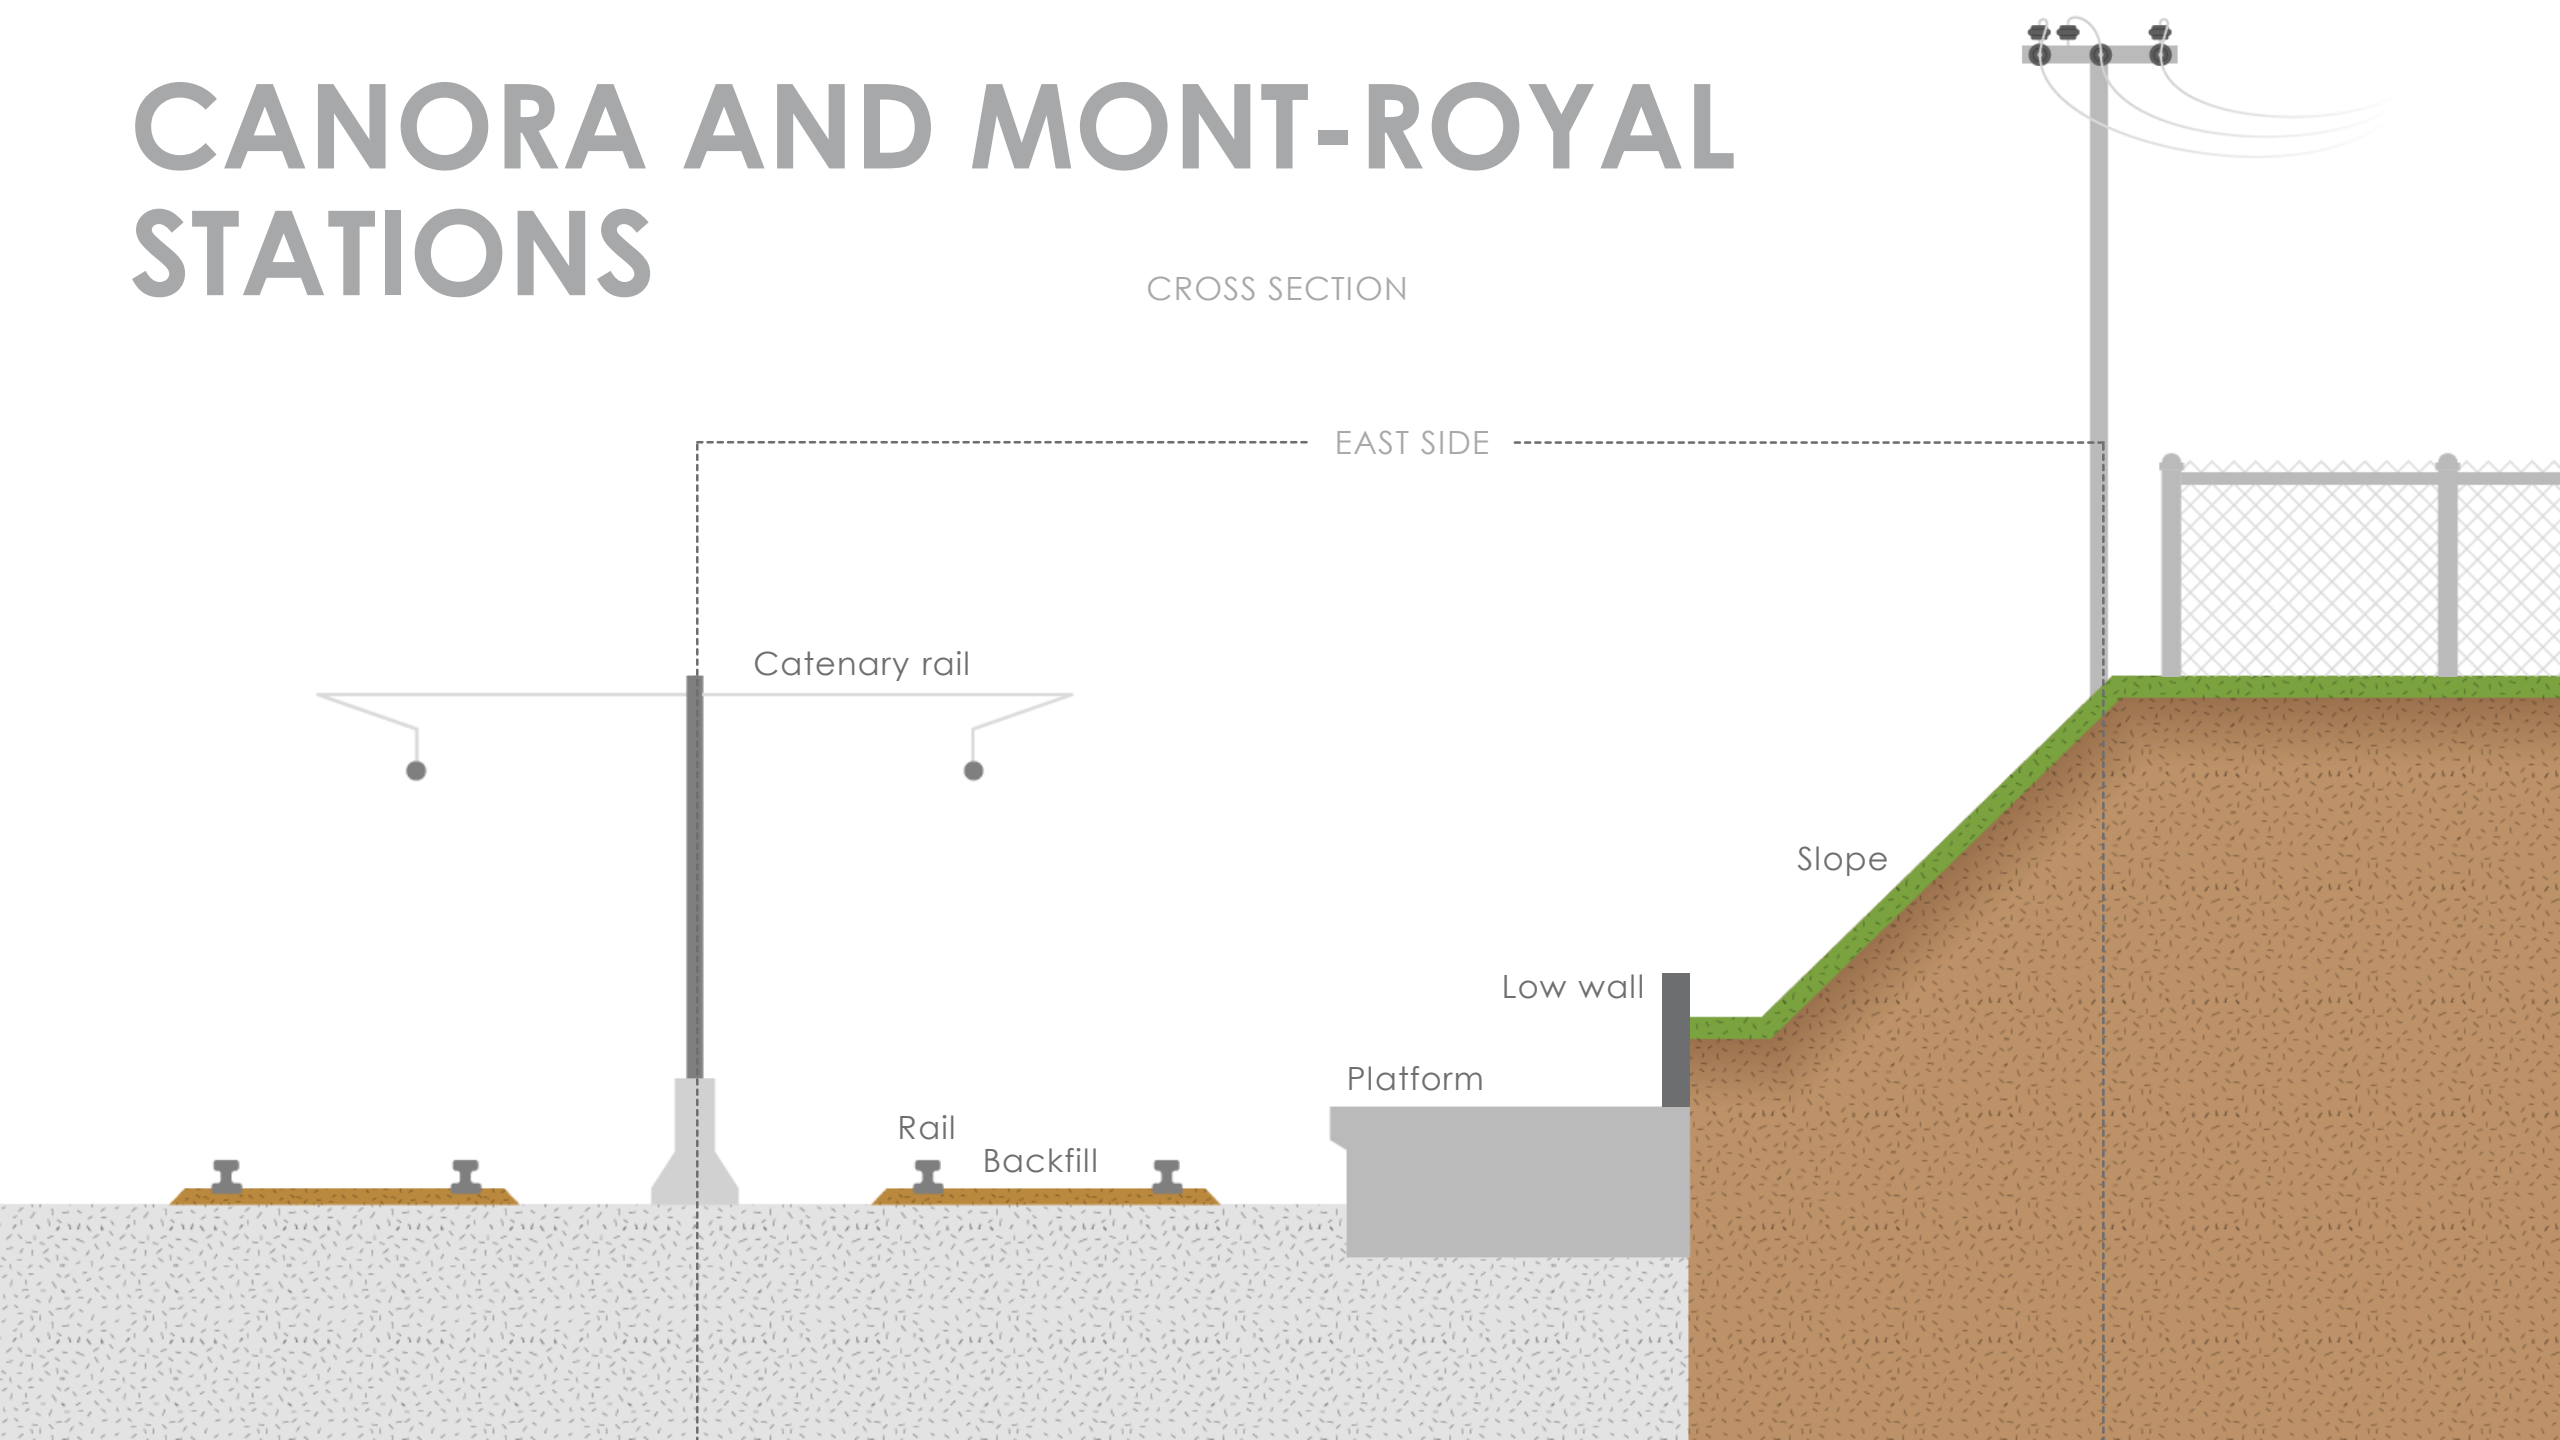 CANORA AND MONT-ROYAL
STATIONS
CROSS SECTION
EAST SIDE
Catenary rail
Slope
Low wall
Platform
Rail
Backfill